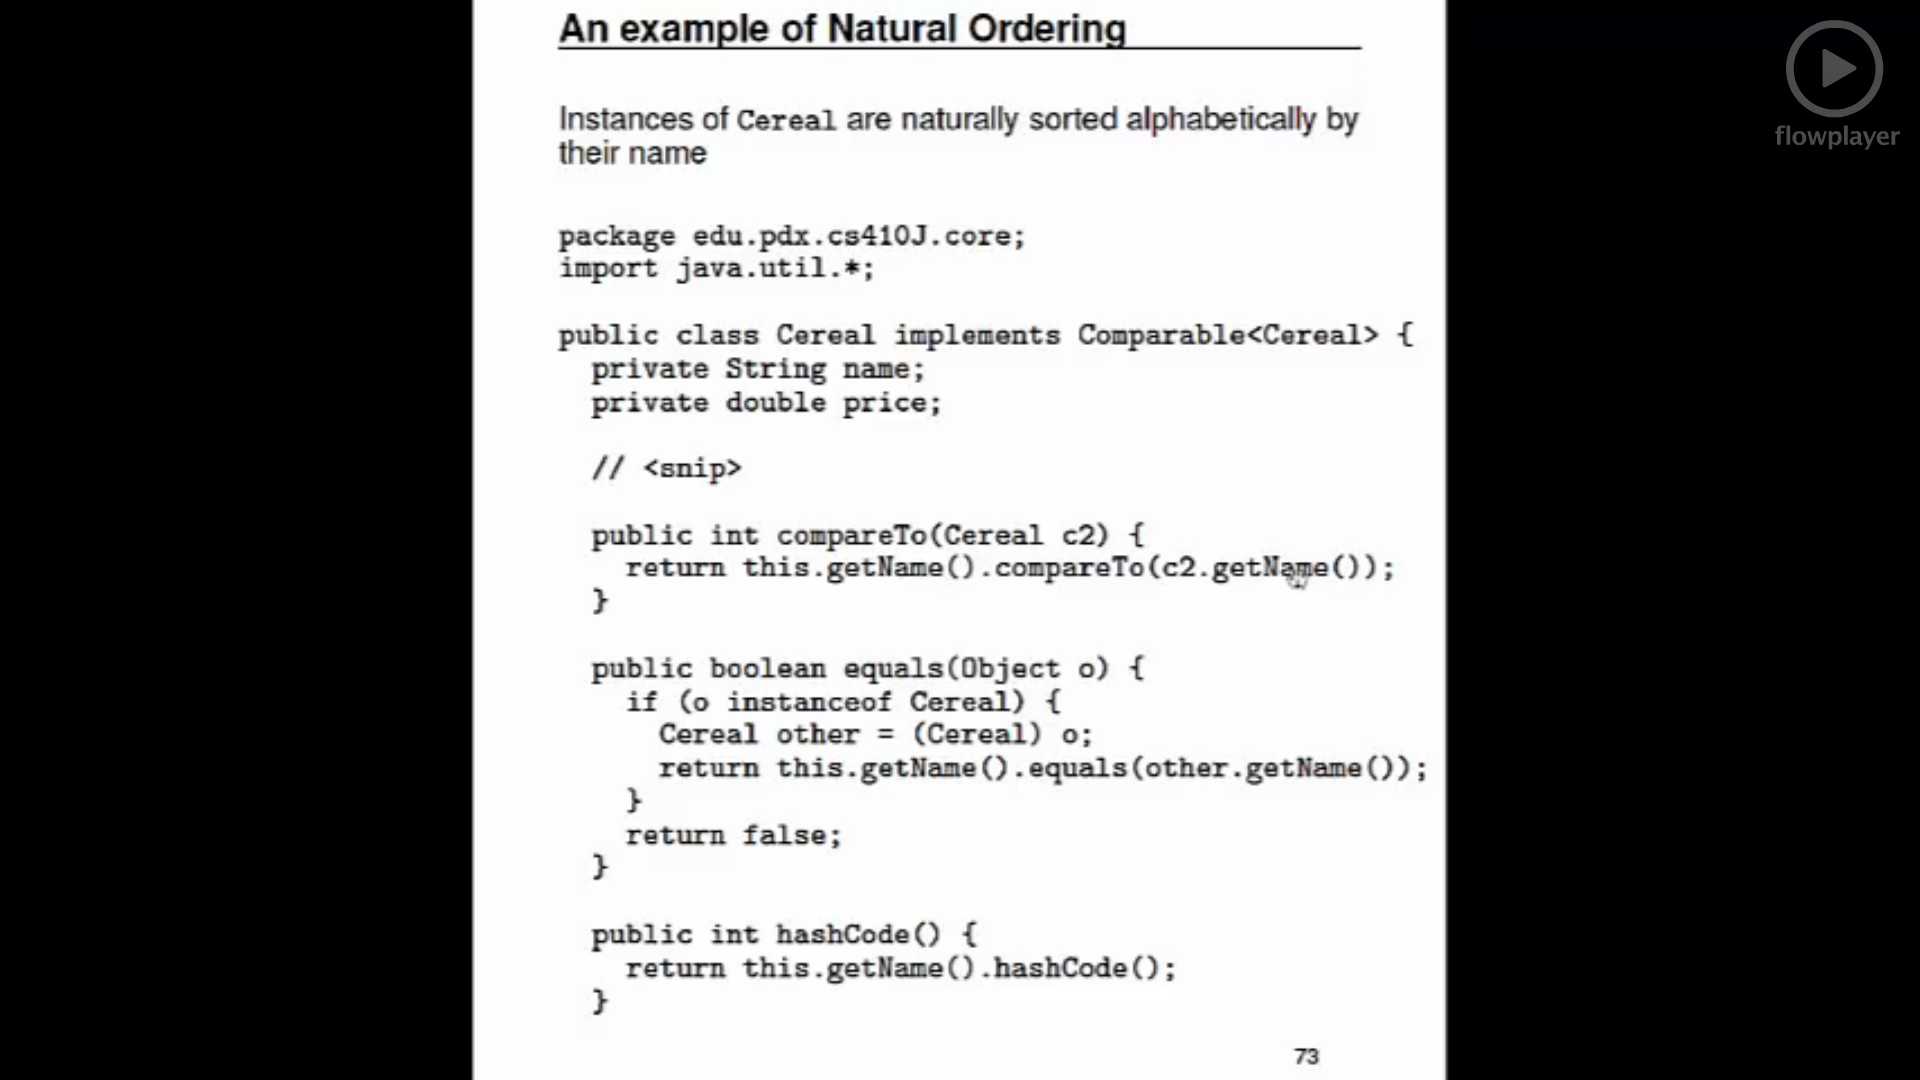 An example of Natural Ordering
Instances of Cereal are naturally sorted alphabetically by
their name
package edu.pdx.cs410J.core;
import java.util.*;
public class Cereal implements Comparable<Cereal> {
  private String name;
  private double price;
  // <snip>
  public int compareTo(Cereal c2) {
    return this.getName().compareTo(c2.getName());
  }
  public boolean equals(Object o) {
    if (o instanceof Cereal) {
      Cereal other = (Cereal) o;
      return this.getName().equals(other.getName());
    }
    return false;
  }
  public int hashCode() {
    return this.getName().hashCode();
  }
73
flowplayer